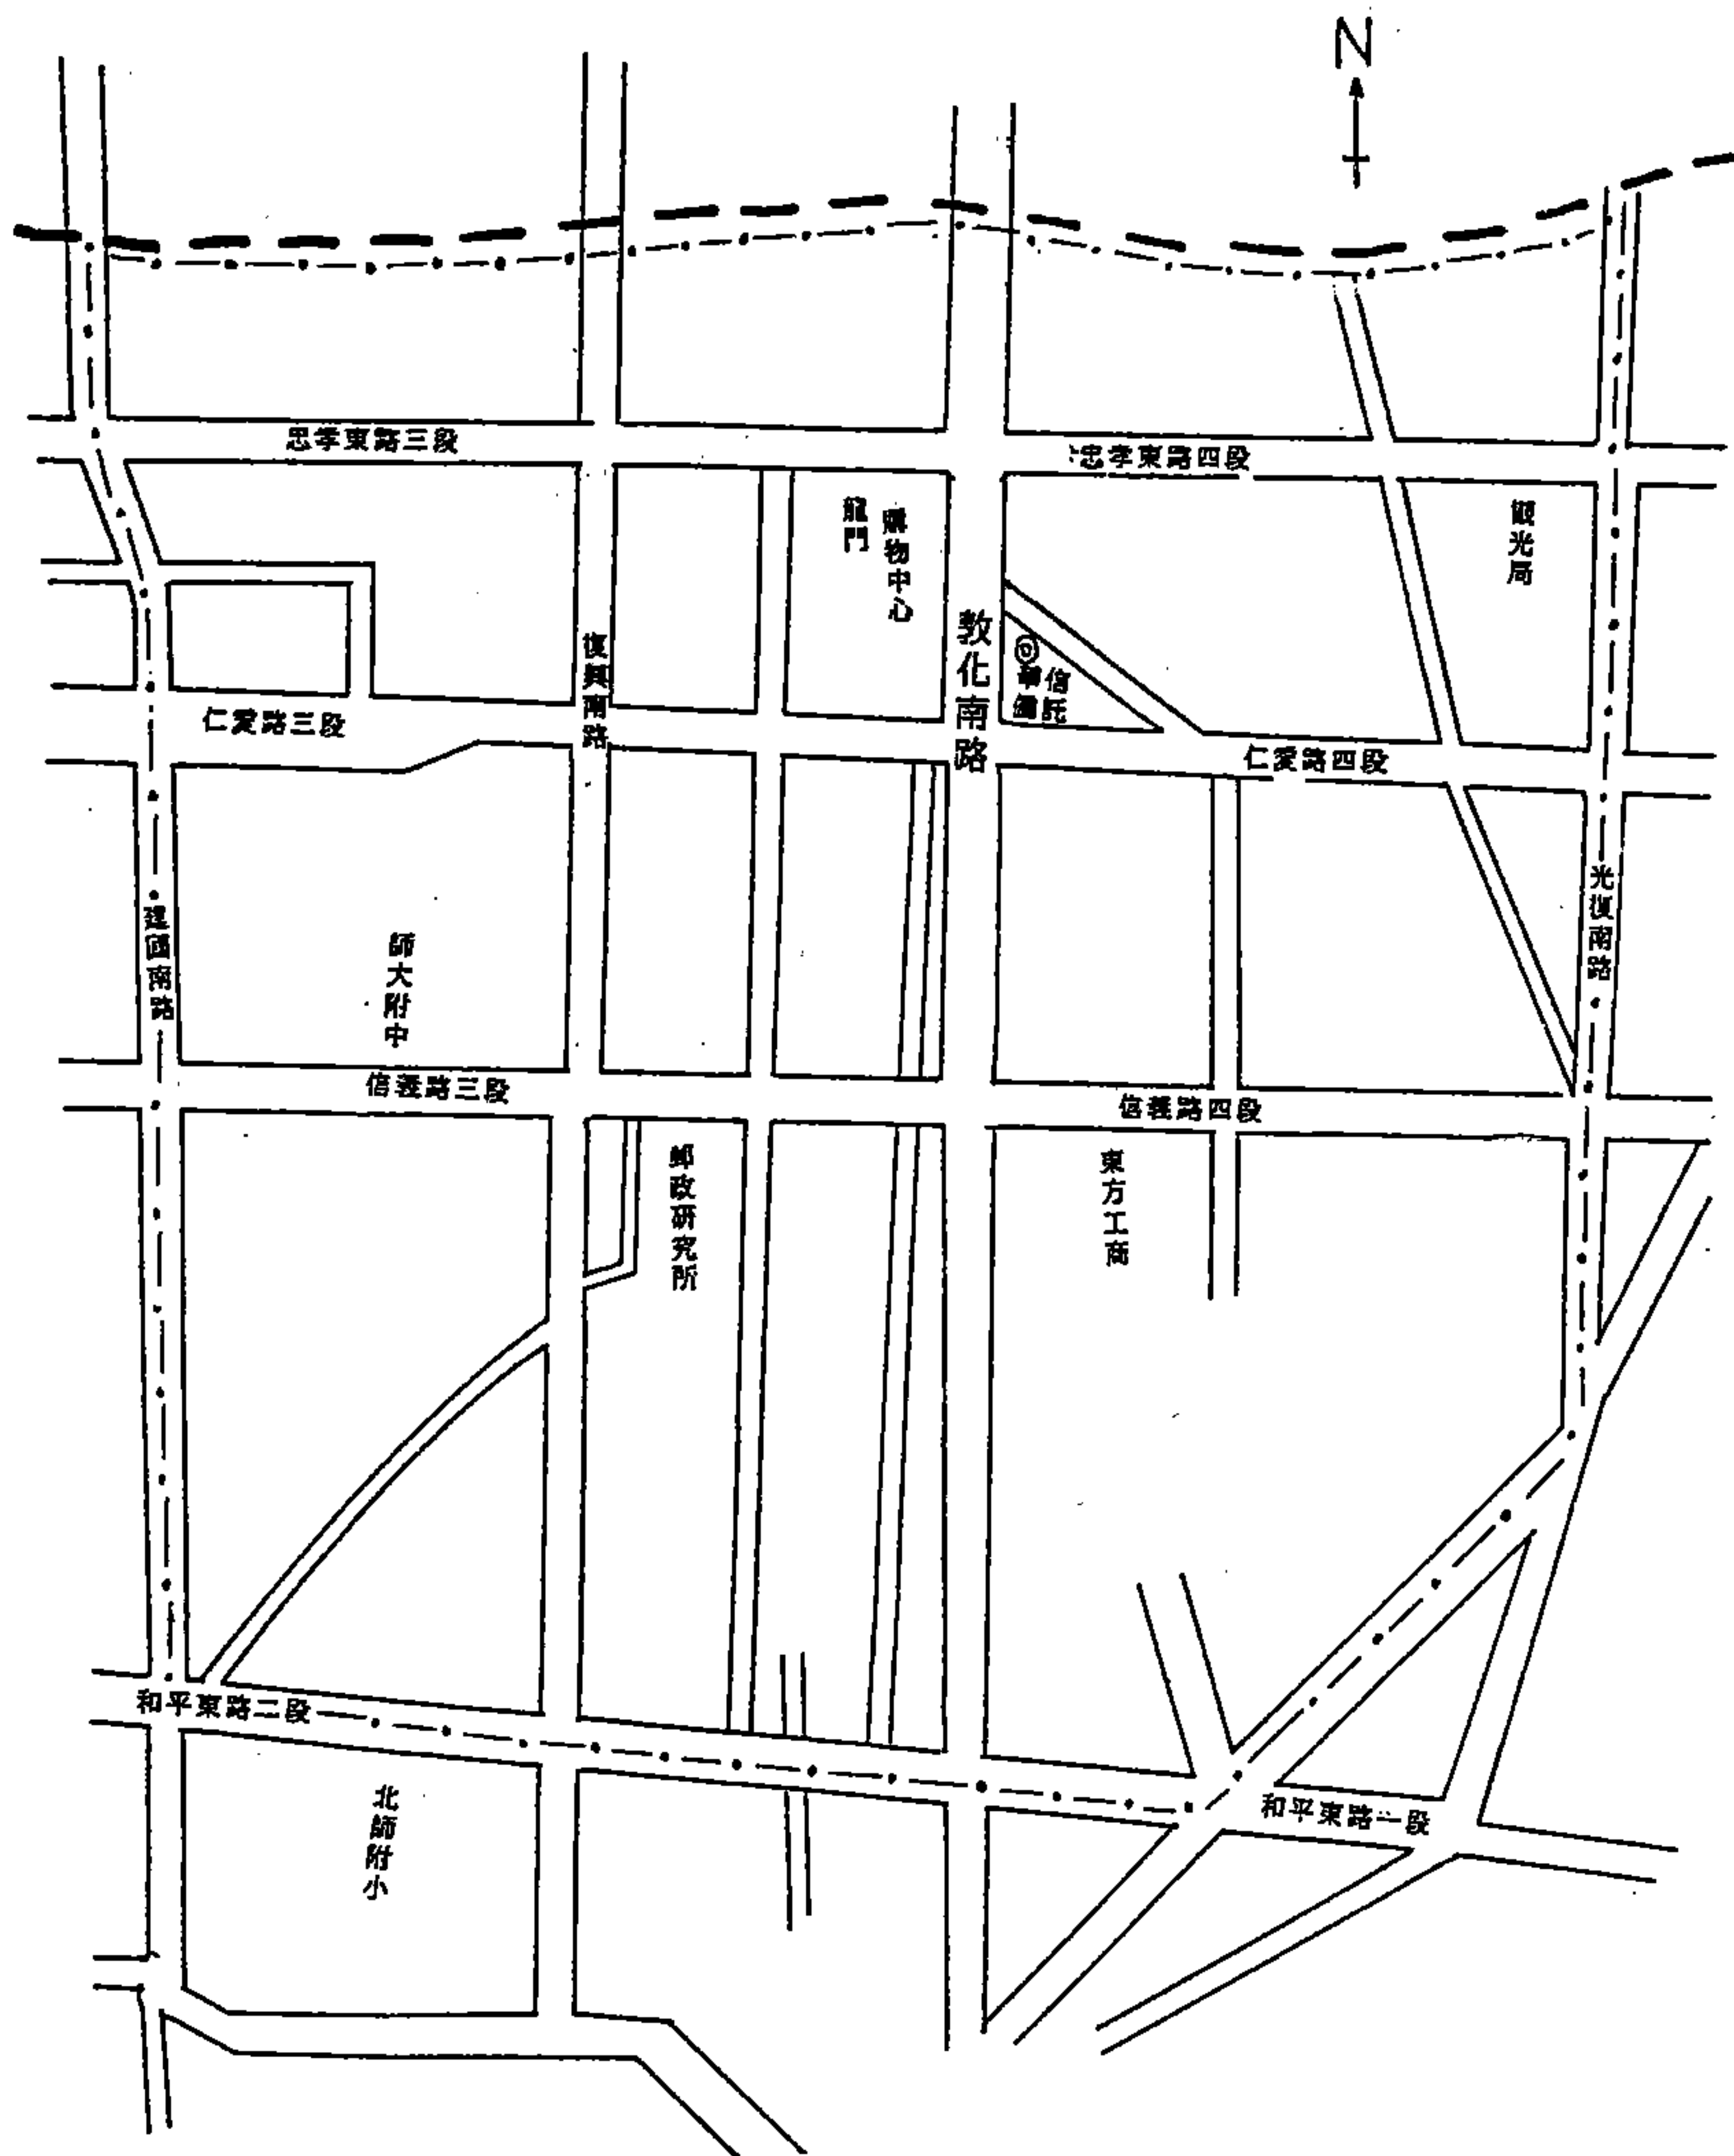 N
忠孝東路三段
忠孝東路四段
龍門
購物中心
觀光局
敦化南路
復興南路
信託
仁愛路三段
仁愛路四段
建國南路
師大附中
光復南路
信義路三段
信義路四段
郵政研究所
東方工商
和平東路二段
和平東路
段
北師附小